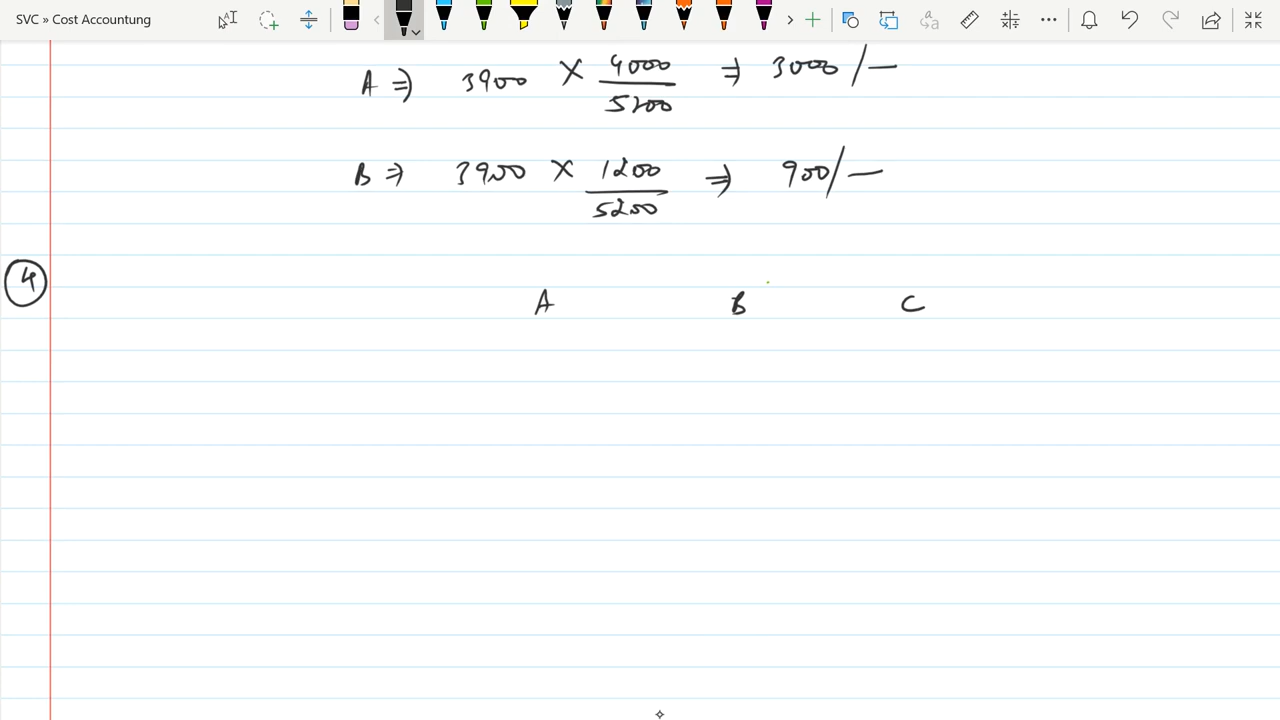 SVC » Cost Accountung
A ⇒ 3900 × 4000/5200 ⇒ 3000/—
B ⇒ 3900 × 1200/5200 ⇒ 900/—
4
A B C